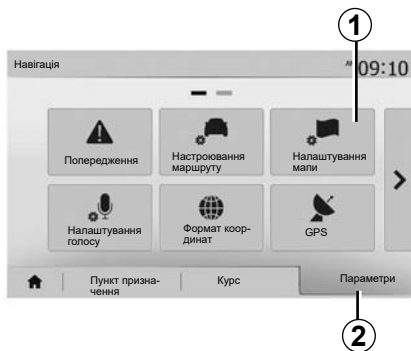 1
Навігація
AM 09:10
Попередження
Настроювання
маршруту
Налаштування
мапи
Налаштування
голосу
Формат коор-
динат
GPS
Пункт призна-
чення
Курс
Параметри
2